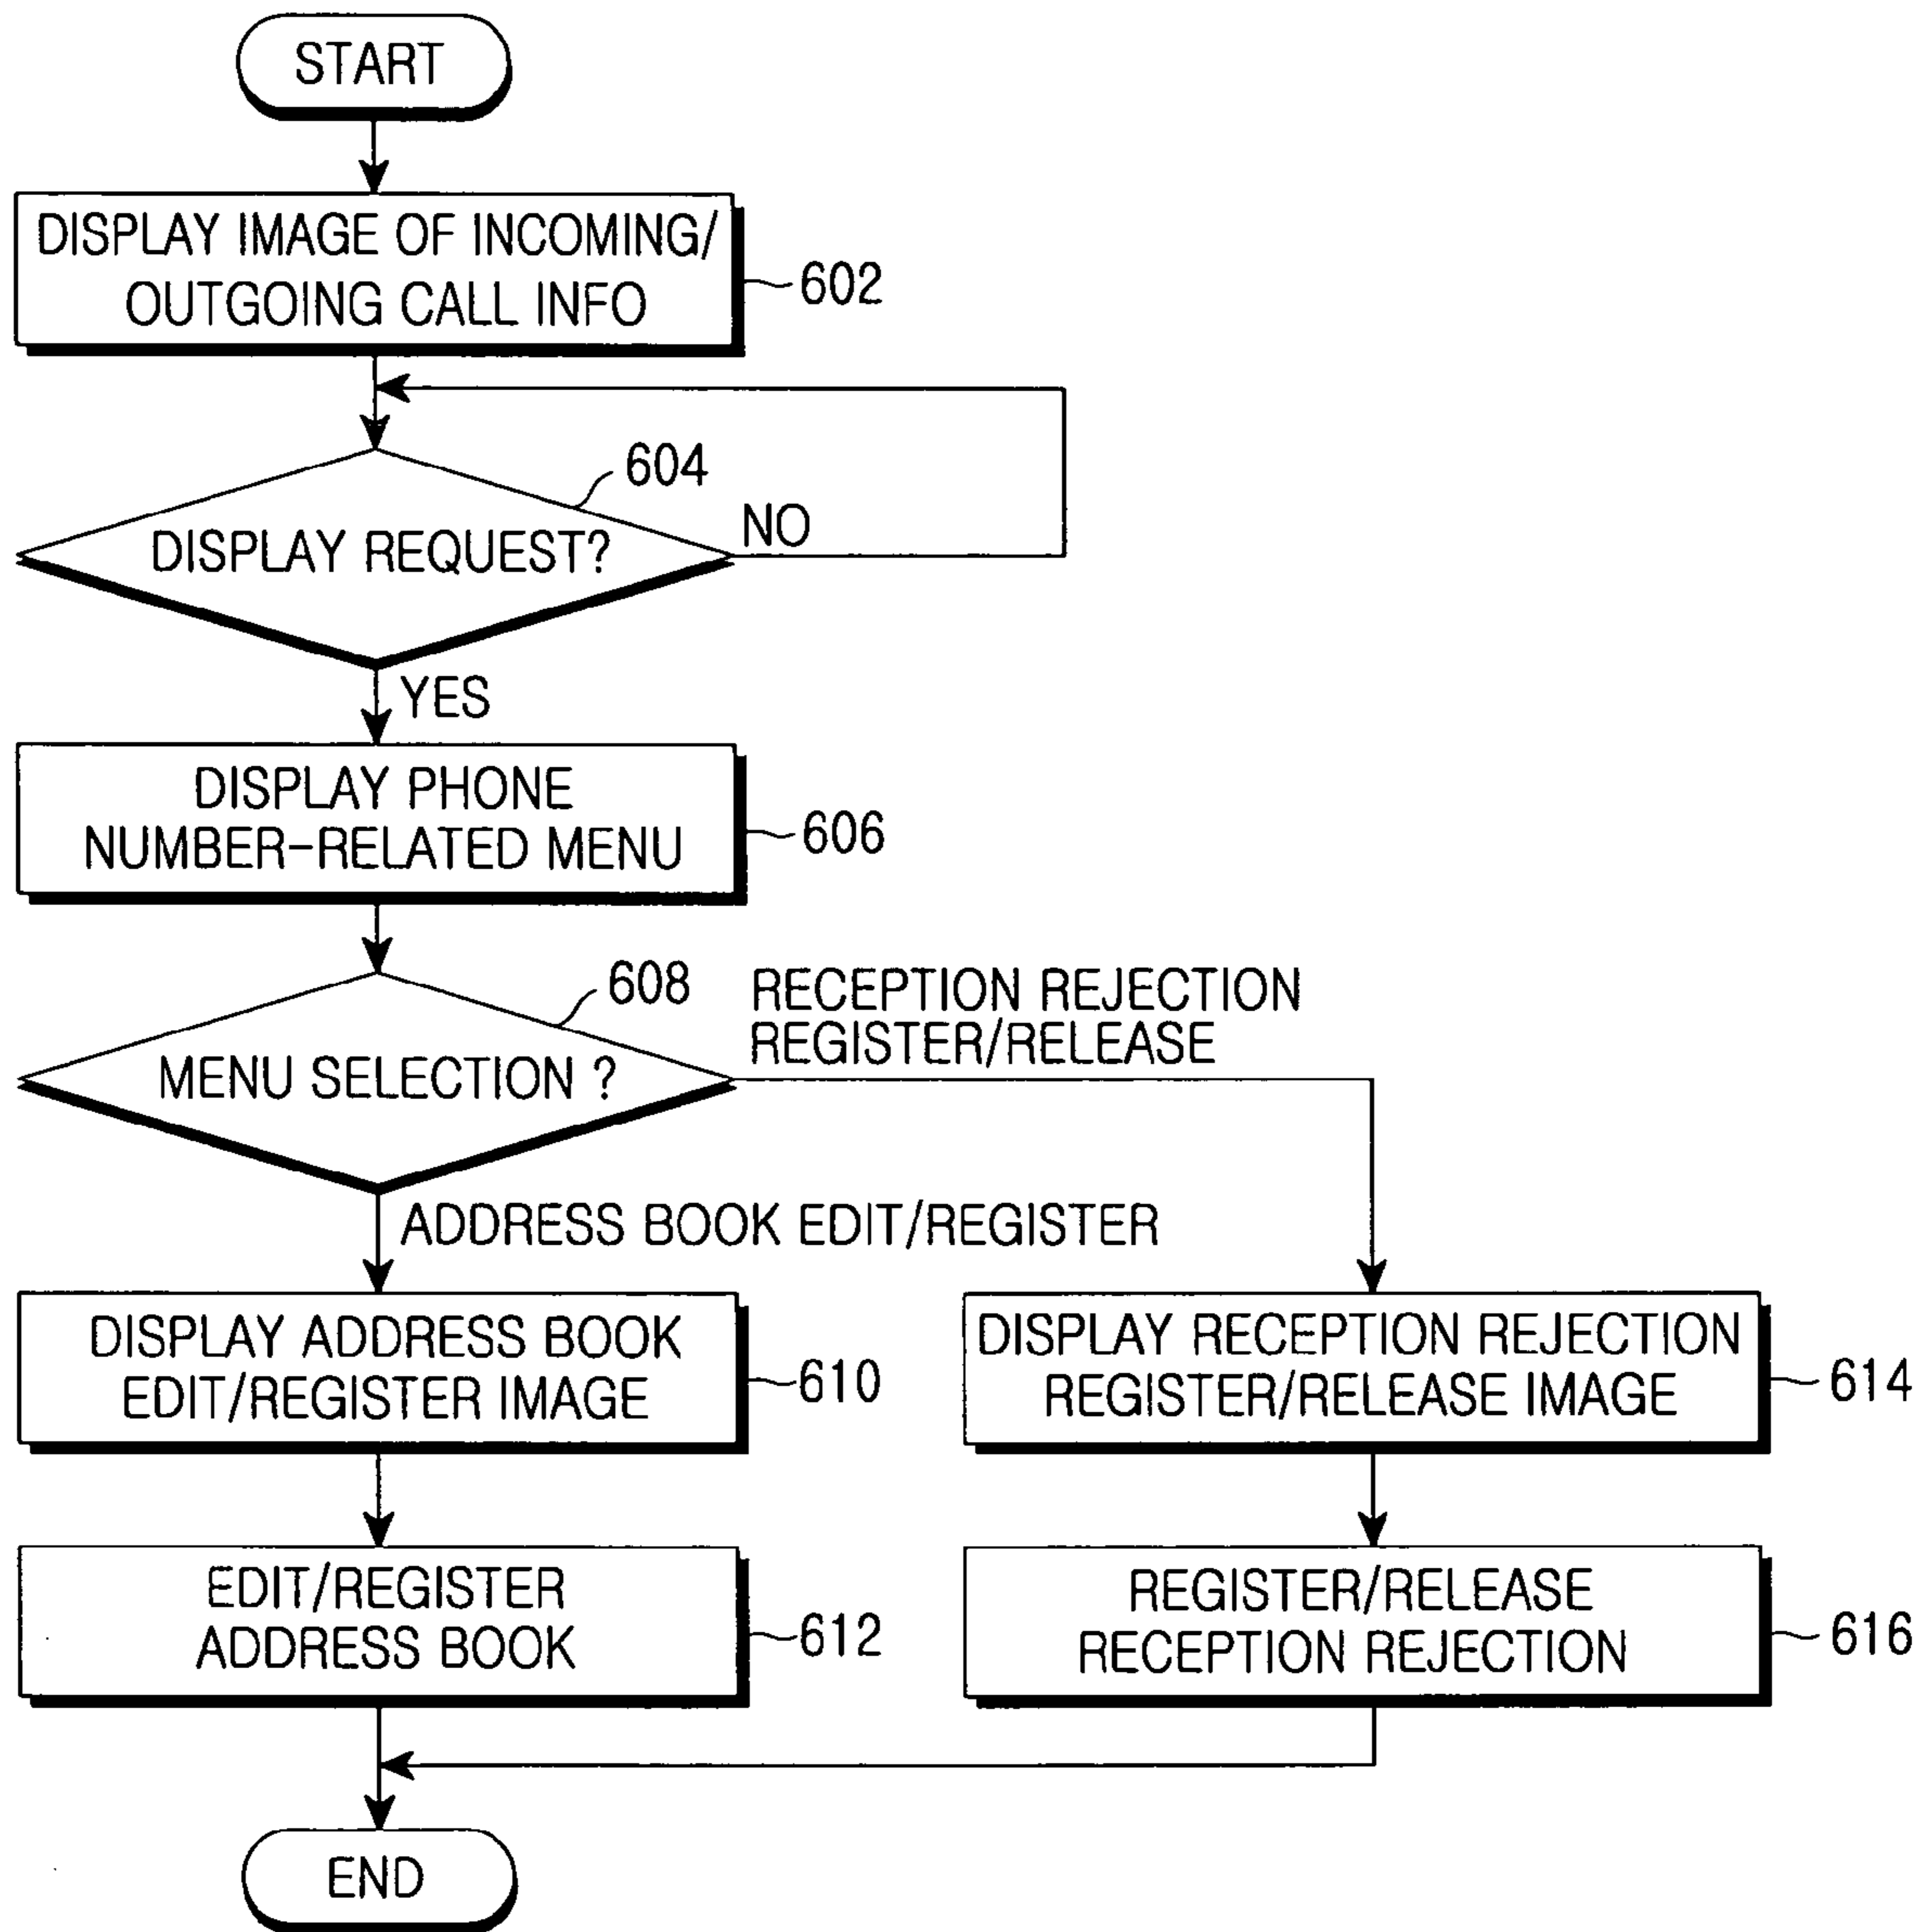 START
DISPLAY IMAGE OF INCOMING/
OUTGOING CALL INFO
602
604
DISPLAY REQUEST?
NO
YES
DISPLAY PHONE
NUMBER-RELATED MENU
606
608
MENU SELECTION ?
RECEPTION REJECTION
REGISTER/RELEASE
ADDRESS BOOK EDIT/REGISTER
DISPLAY ADDRESS BOOK
EDIT/REGISTER IMAGE
610
DISPLAY RECEPTION REJECTION
REGISTER/RELEASE IMAGE
614
EDIT/REGISTER
ADDRESS BOOK
612
REGISTER/RELEASE
RECEPTION REJECTION
616
END